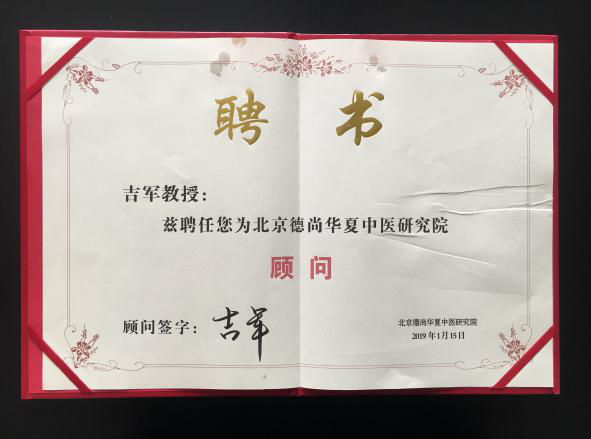 聘书
吉军教授：
兹聘任您为北京德尚华夏中医研究院
顾问
顾问签字：吉军
北京德尚华夏中医研究院
2019年1月15日